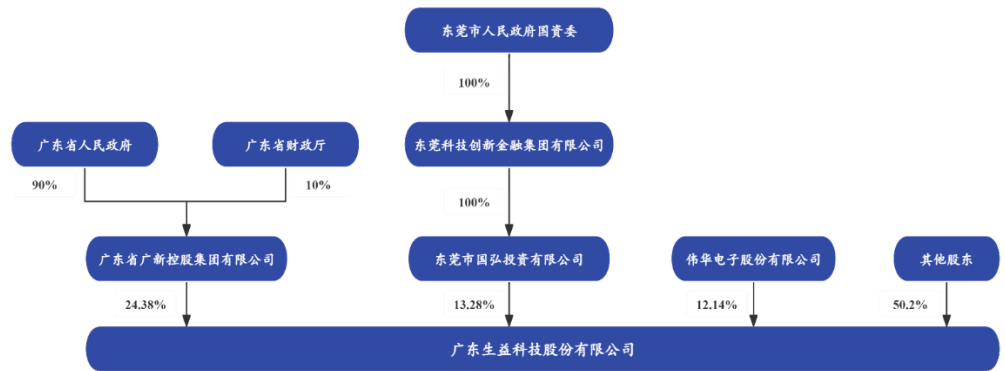 东莞市人民政府国资委
100%
广东省人民政府
广东省财政厅
东莞科技创新金融集团有限公司
90%
10%
100%
广东省广新控股集团有限公司
东莞市国弘投资有限公司
伟华电子股份有限公司
其他股东
24.38%
13.28%
12.14%
50.2%
广东生益科技股份有限公司